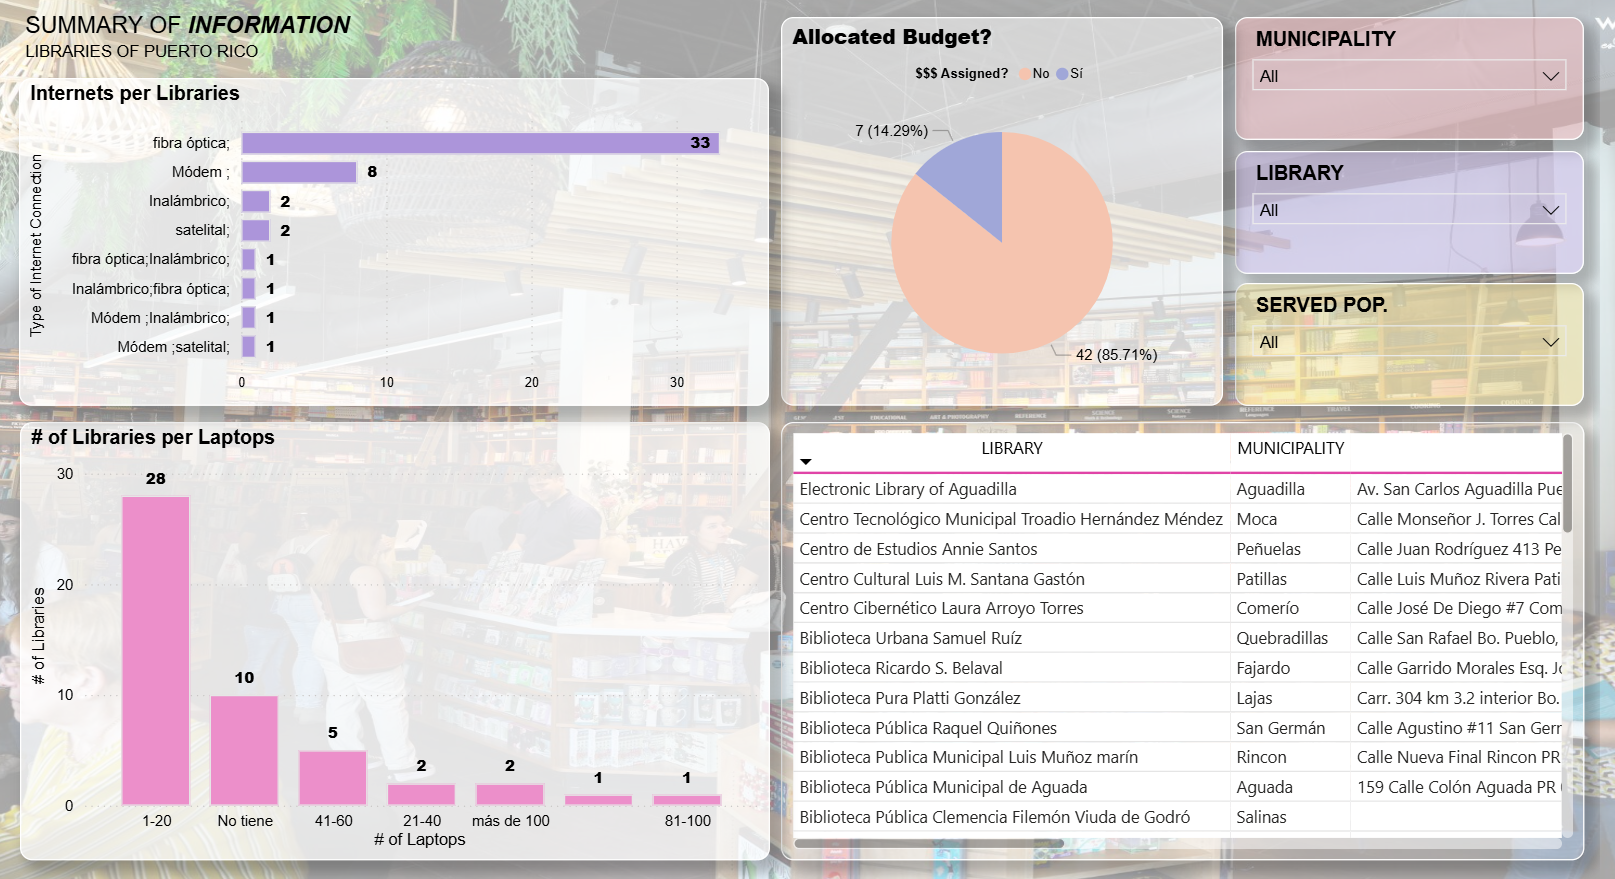 SUMMARY OF INFORMATION
LIBRARIES OF PUERTO RICO
Internets per Libraries
Type of Internet Connection
fibra óptica; 33
Módem ; 8
Inalámbrico; 2
satelital; 2
fibra óptica;Inalámbrico; 1
Inalámbrico;fibra óptica; 1
Módem ;Inalámbrico; 1
Módem ;satelital; 1
0 10 20 30
Allocated Budget?
$$$ Assigned? No Sí
7 (14.29%)
42 (85.71%)
MUNICIPALITY
All
LIBRARY
All
SERVED POP.
All
# of Libraries per Laptops
# of Libraries
30
20
10
0
28
10
5
2
2
1
1
1-20 No tiene 41-60 21-40 más de 100 81-100
# of Laptops
EDUCATIONAL ART & PHOTOGRAPHY REFERENCE SCIENCE REFERENCE TRAVEL COOKING
LIBRARY MUNICIPALITY
Electronic Library of Aguadilla Aguadilla Av. San Carlos Aguadilla Pue
Centro Tecnológico Municipal Troadio Hernández Méndez Moca Calle Monseñor J. Torres Cal
Centro de Estudios Annie Santos Peñuelas Calle Juan Rodríguez 413 Pe
Centro Cultural Luis M. Santana Gastón Patillas Calle Luis Muñoz Rivera Pati
Centro Cibernético Laura Arroyo Torres Comerío Calle José De Diego #7 Com
Biblioteca Urbana Samuel Ruíz Quebradillas Calle San Rafael Bo. Pueblo,
Biblioteca Ricardo S. Belaval Fajardo Calle Garrido Morales Esq. Jo
Biblioteca Pura Platti González Lajas Carr. 304 km 3.2 interior Bo.
Biblioteca Pública Raquel Quiñones San Germán Calle Agustino #11 San Gerr
Biblioteca Publica Municipal Luis Muñoz marín Rincon Calle Nueva Final Rincon PR
Biblioteca Pública Municipal de Aguada Aguada 159 Calle Colón Aguada PR
Biblioteca Pública Clemencia Filemón Viuda de Godró Salinas